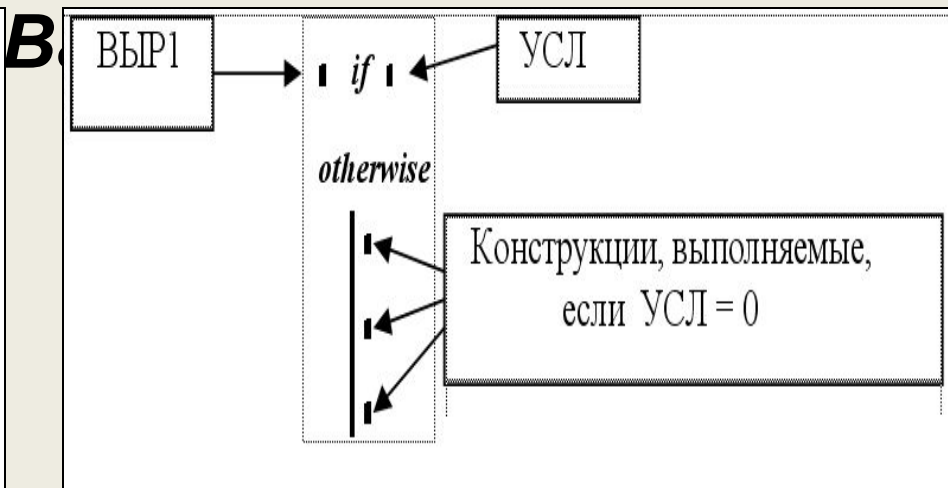 ВЫР1
if
УСЛ
otherwise
Конструкции, выполняемые,
если УСЛ = 0